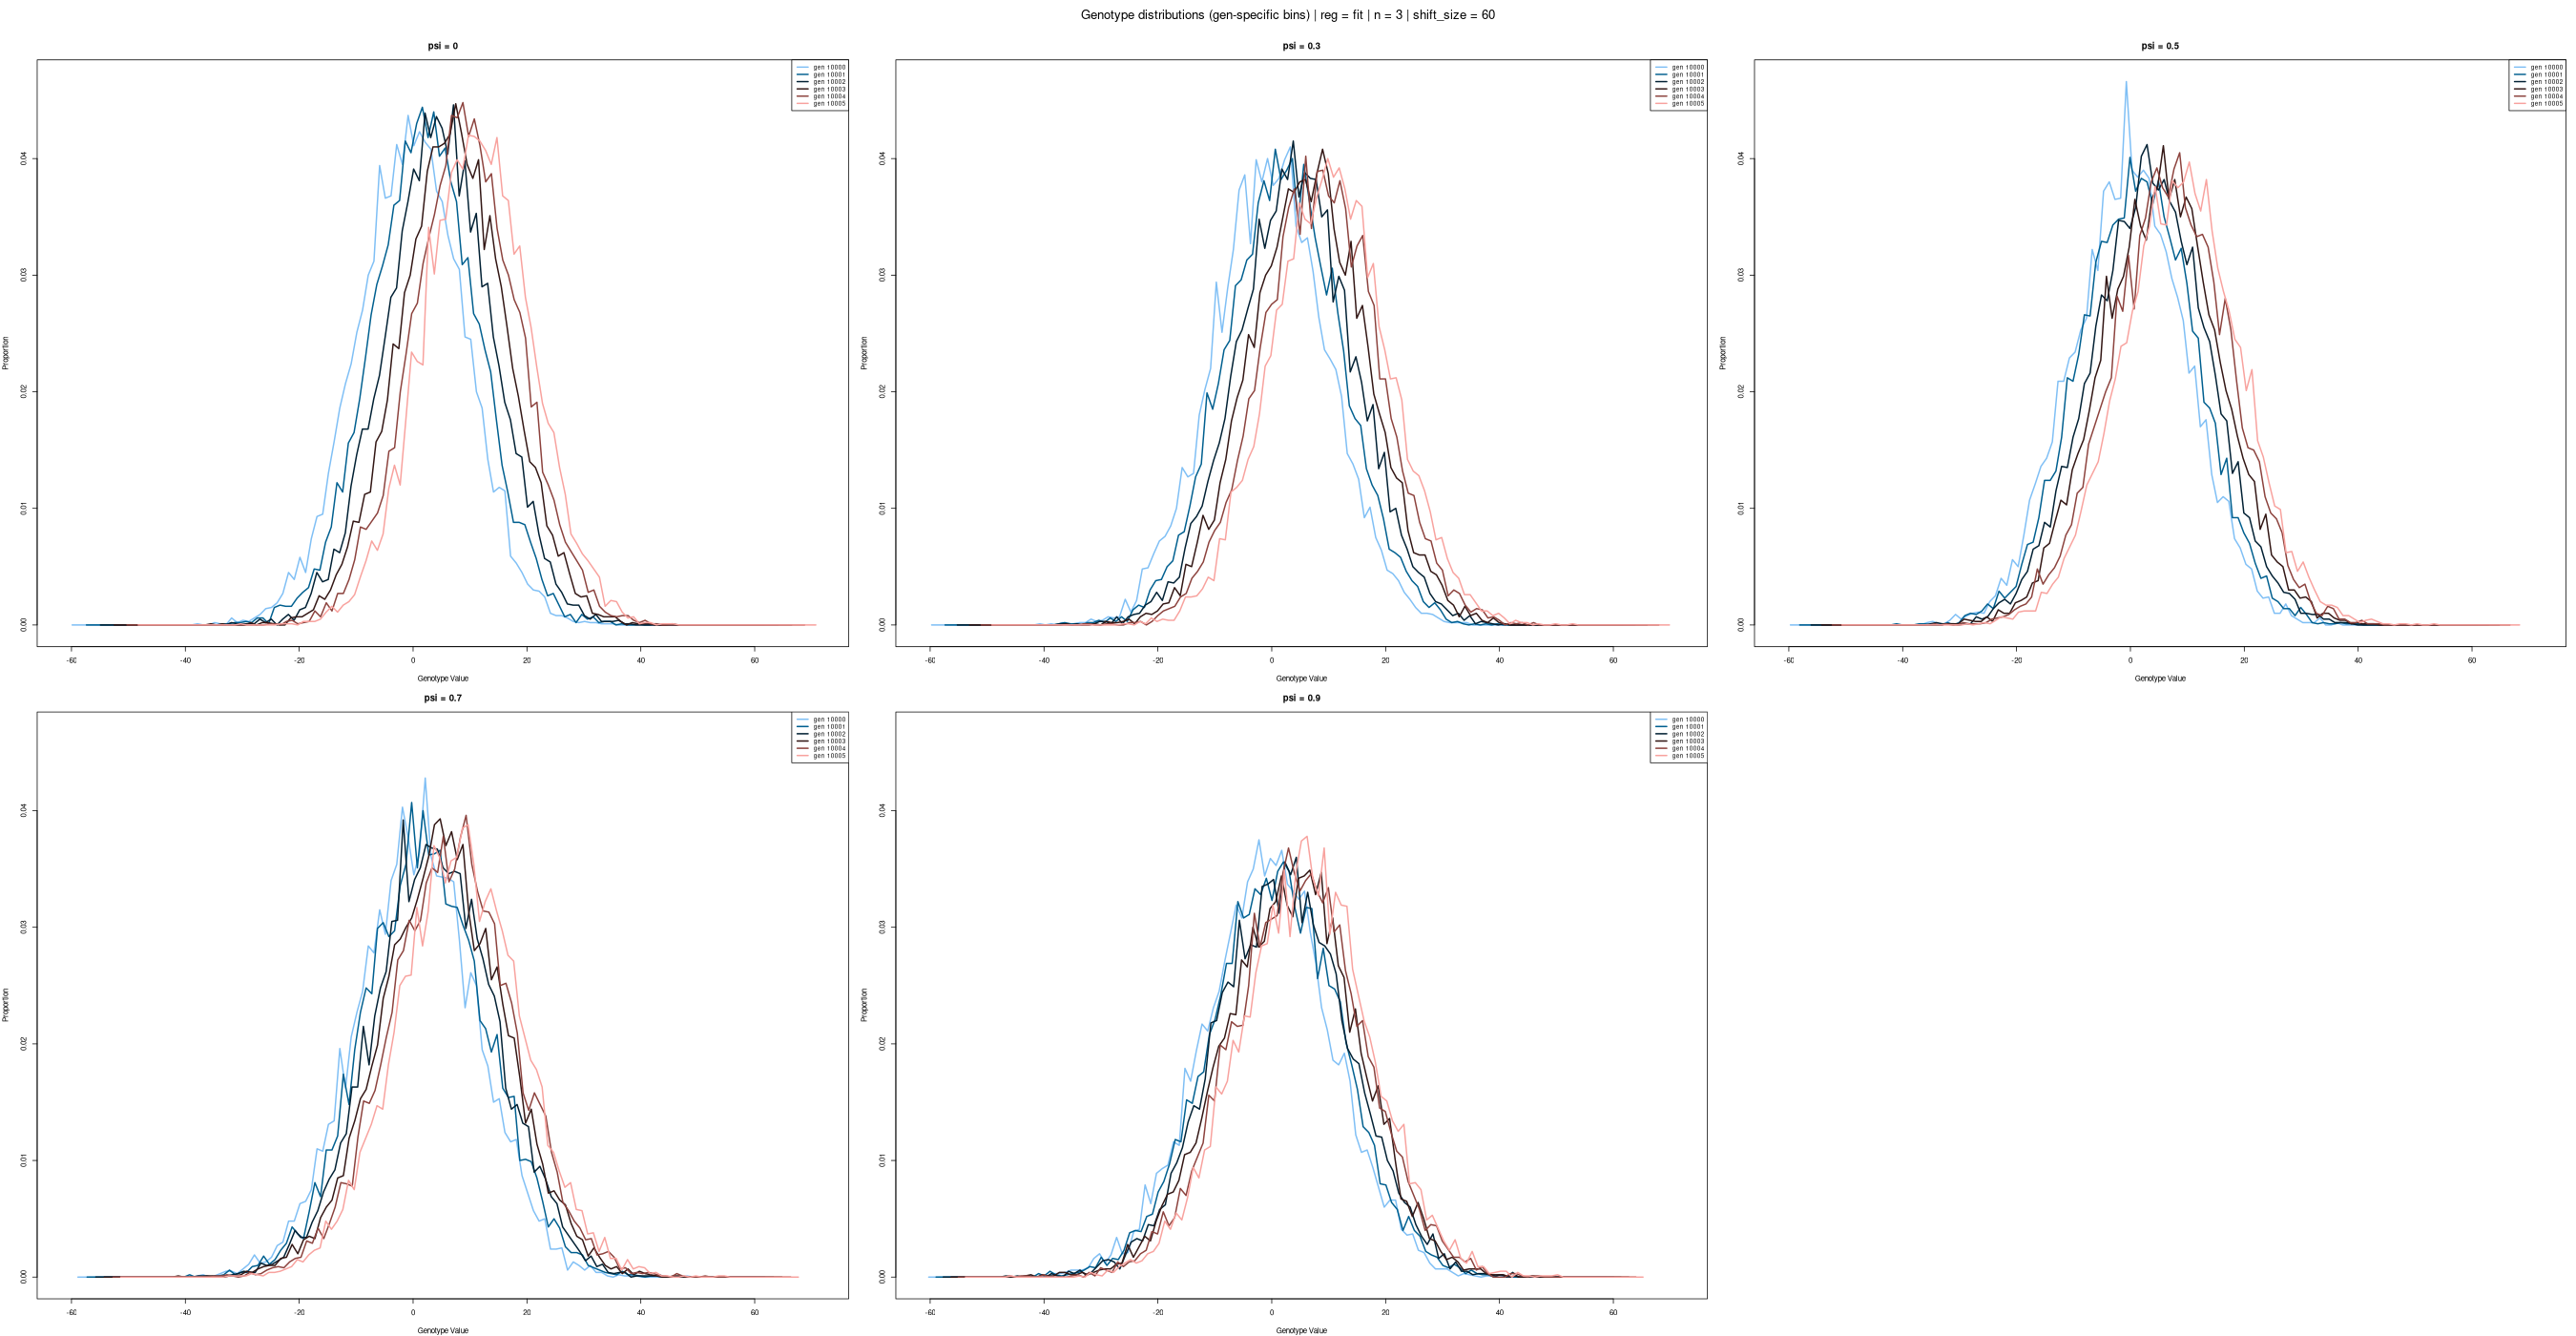 Genotype distributions (gen-specific bins) | reg = fit | n = 3 | shift_size = 60
psi = 0
gen 10000
gen 10001
gen 10002
gen 10003
gen 10004
gen 10005
Proportion
0.04
0.03
0.02
0.01
0.00
-60 -40 -20 0 20 40 60
Genotype Value
psi = 0.3
gen 10000
gen 10001
gen 10002
gen 10003
gen 10004
gen 10005
Proportion
0.04
0.03
0.02
0.01
0.00
-60 -40 -20 0 20 40 60
Genotype Value
psi = 0.5
gen 10000
gen 10001
gen 10002
gen 10003
gen 10004
gen 10005
Proportion
0.04
0.03
0.02
0.01
0.00
-60 -40 -20 0 20 40 60
Genotype Value
psi = 0.7
gen 10000
gen 10001
gen 10002
gen 10003
gen 10004
gen 10005
Proportion
0.04
0.03
0.02
0.01
0.00
-60 -40 -20 0 20 40 60
Genotype Value
psi = 0.9
gen 10000
gen 10001
gen 10002
gen 10003
gen 10004
gen 10005
Proportion
0.04
0.03
0.02
0.01
0.00
-60 -40 -20 0 20 40 60
Genotype Value